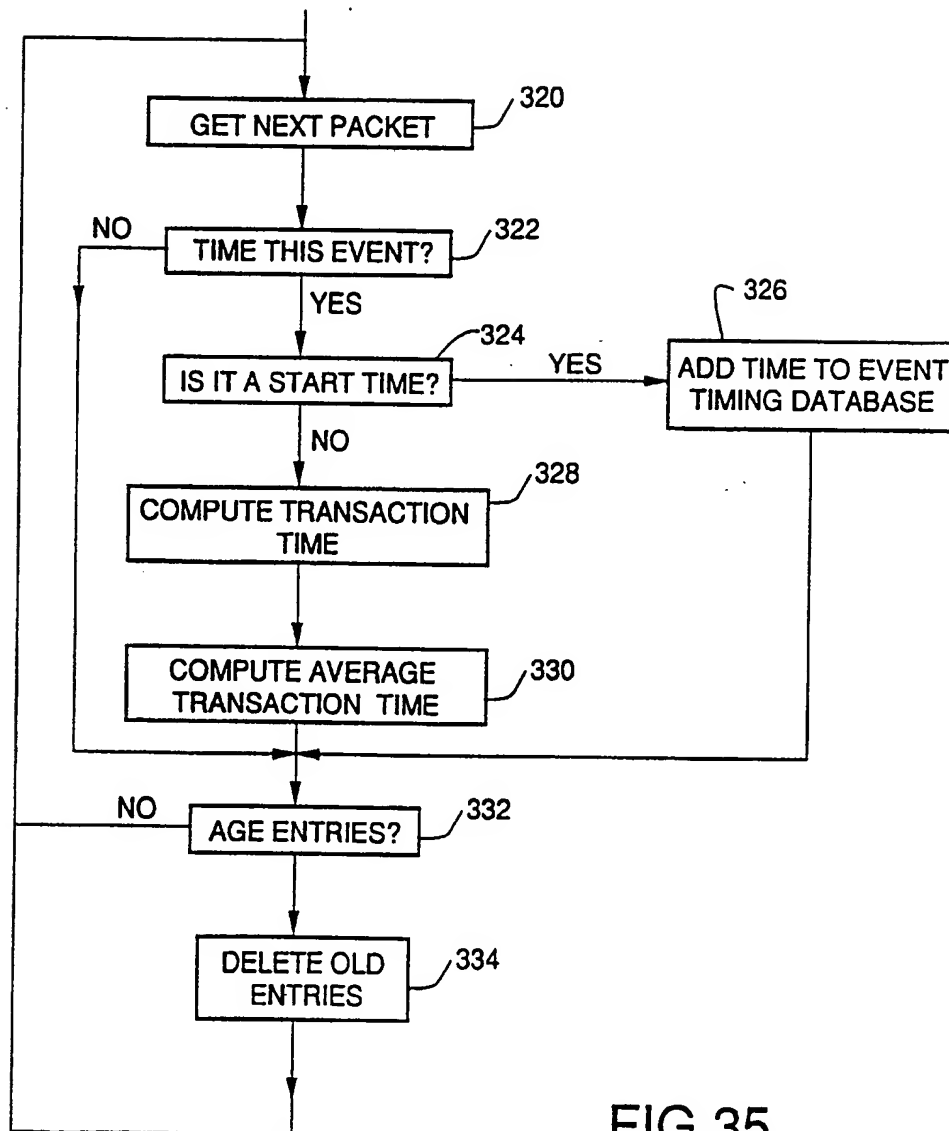 320
GET NEXT PACKET
NO
322
TIME THIS EVENT?
YES
326
324
IS IT A START TIME?
YES
ADD TIME TO EVENT
TIMING DATABASE
NO
328
COMPUTE TRANSACTION
TIME
COMPUTE AVERAGE
TRANSACTION TIME
330
NO
332
AGE ENTRIES?
DELETE OLD
ENTRIES
334
FIG.35